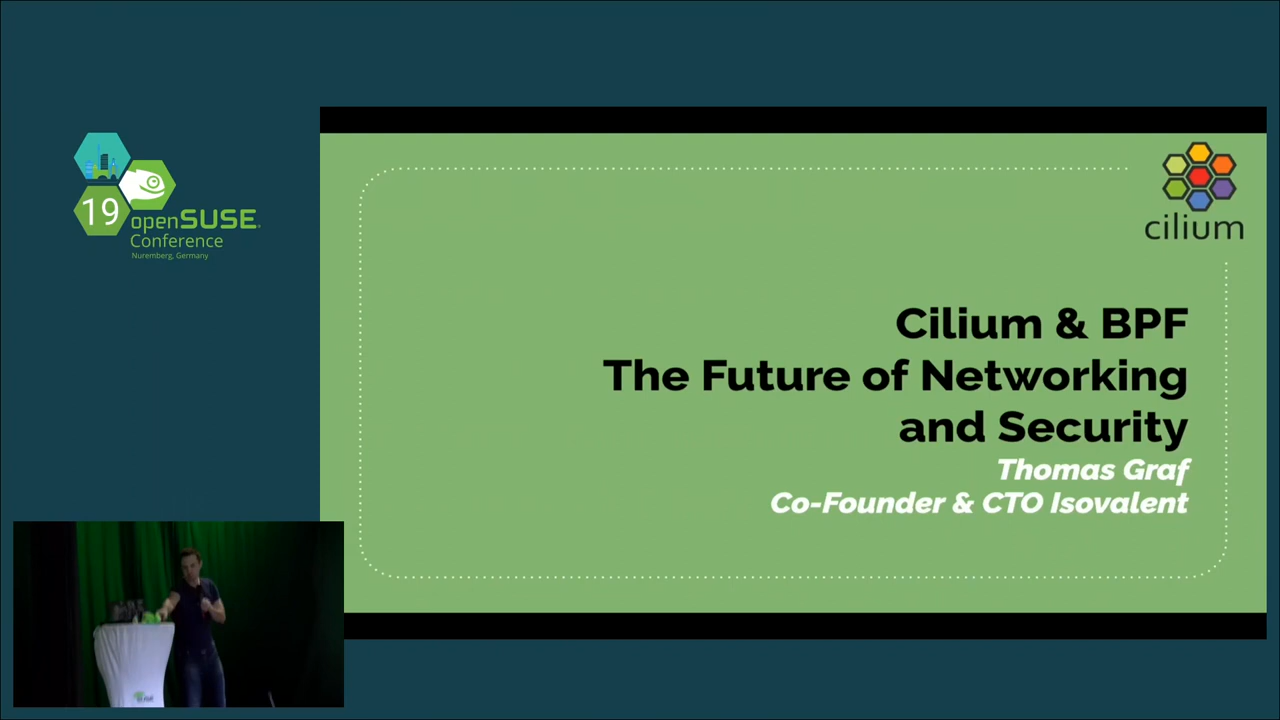 19
openSUSE
Conference
Nuremberg, Germany
cilium
Cilium & BPF
The Future of Networking
and Security
Thomas Graf
Co-Founder & CTO Isovalent